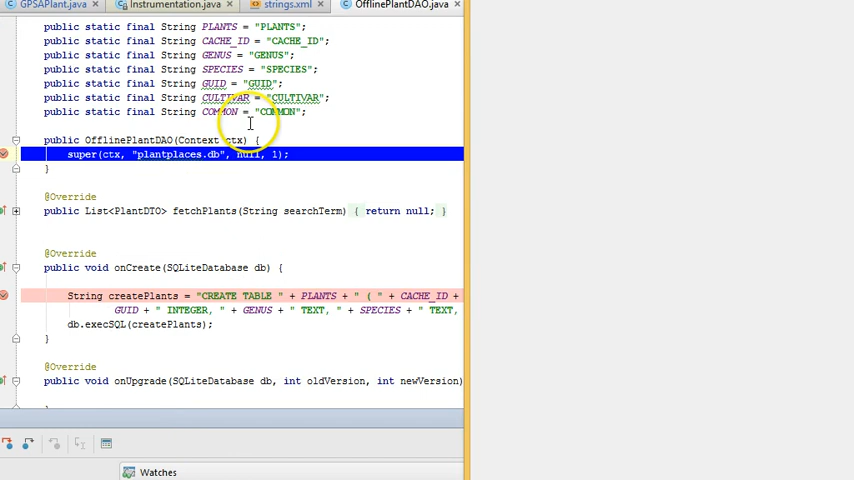 GPSAPlant.java Instrumentation.java strings.xml OfflinePlantDAO.java
public static final String PLANTS = "PLANTS";
public static final String CACHE_ID = "CACHE_ID";
public static final String GENUS = "GENUS";
public static final String SPECIES = "SPECIES";
public static final String GUID = "GUID";
public static final String CULTIVAR = "CULTIVAR";
public static final String COMMON = "COMMON";
public OfflinePlantDAO(Context ctx) {
super(ctx, "plantplaces.db", null, 1);
}
@Override
public List<PlantDTO> fetchPlants(String searchTerm) { return null; }
@Override
public void onCreate(SQLiteDatabase db) {
String createPlants = "CREATE TABLE " + PLANTS + " ( " + CACHE_ID +
GUID + " INTEGER, " + GENUS + " TEXT, " + SPECIES + " TEXT,
db.execSQL(createPlants);
}
@Override
public void onUpgrade(SQLiteDatabase db, int oldVersion, int newVersion)
Watches